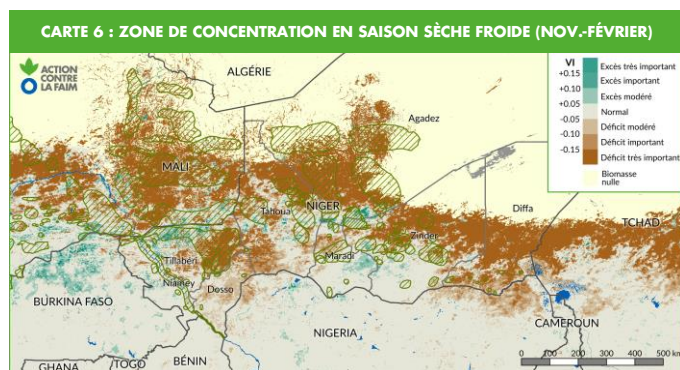 CARTE 6 : ZONE DE CONCENTRATION EN SAISON SÈCHE FROIDE (NOV.-FÉVRIER)
ACTION
CONTRE
LA FAIM
ALGÉRIE
VI
+0.15
+0.10
+0.05
-0.05
-0.10
-0.15
Excès très important
Excès important
Excès modéré
Normal
Déficit modéré
Déficit important
Déficit très important
Biomasse
nulle
Agadez
MALI
NIGER
Tahoua
Diffa
TCHAD
Zinder
Maradi
Tillabéri
Niamey
Dosso
BURKINA FASO
NIGERIA
CAMEROUN
BÉNIN
TOGO
GHANA
0 100 200 300 400 500 km